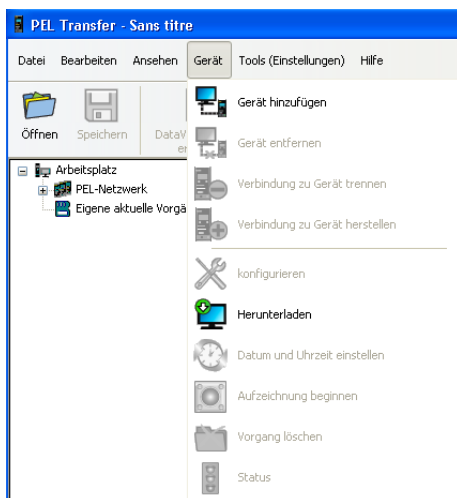 PEL Transfer - Sans titre
Datei Bearbeiten Ansehen Gerät Tools (Einstellungen) Hilfe
Öffnen Speichern
Arbeitsplatz
PEL-Netzwerk
Eigene aktuelle
Gerät hinzufügen
Gerät entfernen
Verbindung zu Gerät trennen
Verbindung zu Gerät herstellen
konfigurieren
Herunterladen
Datum und Uhrzeit einstellen
Aufzeichnung beginnen
Vorgang löschen
Status